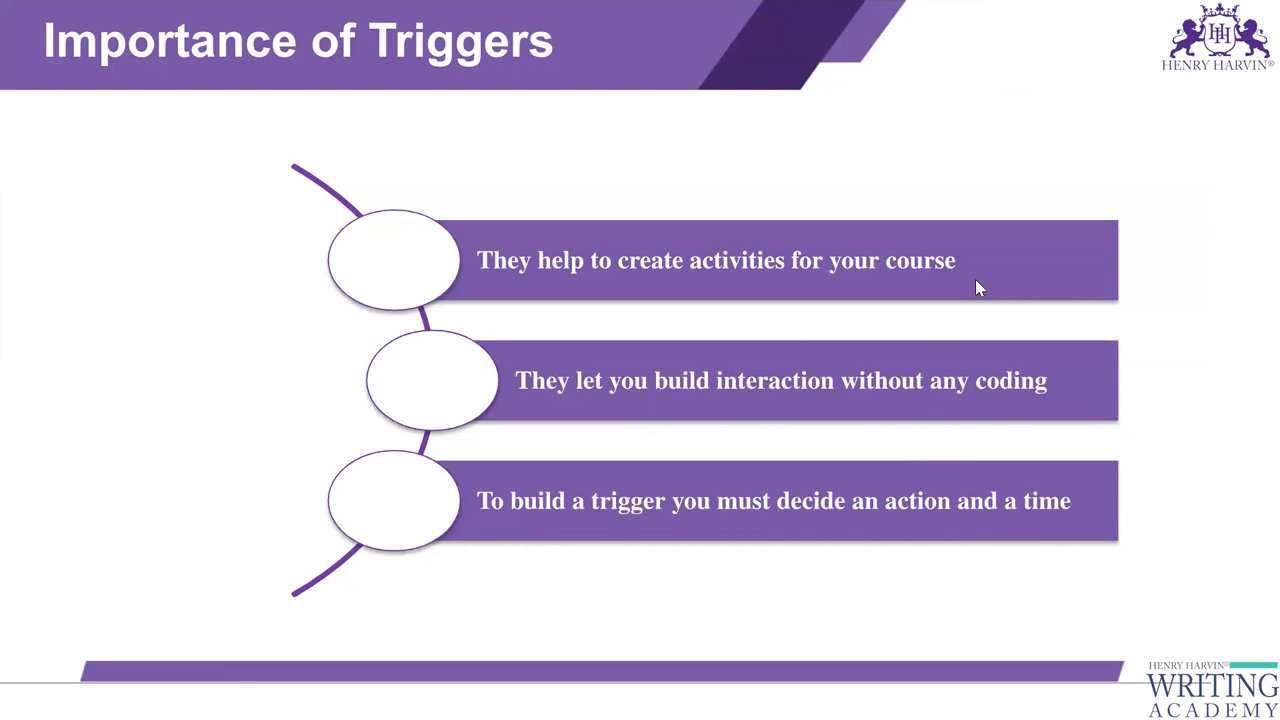 Importance of Triggers
HENRY HARVIN®
They help to create activities for your course
They let you build interaction without any coding
To build a trigger you must decide an action and a time
HENRY HARVIN®
WRITING
ACADEMY